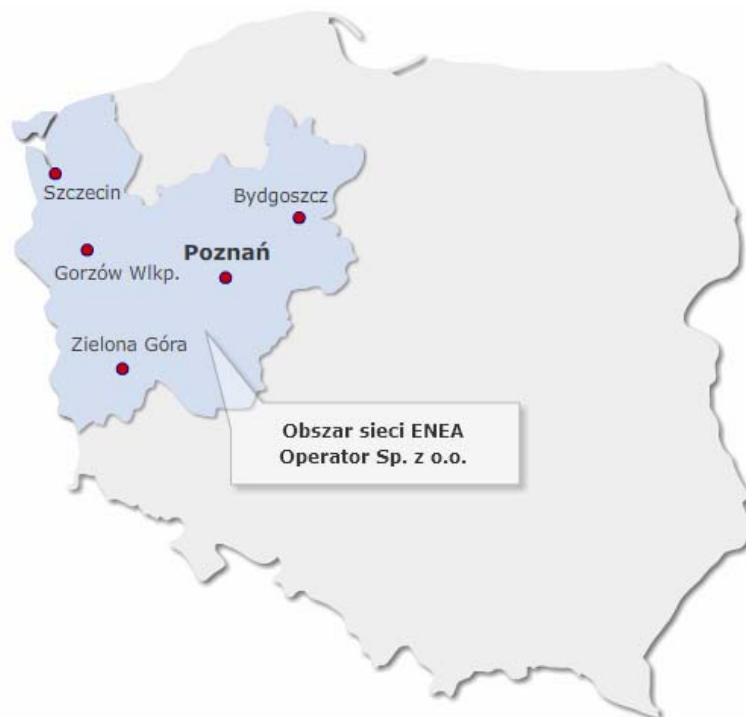 Szczecin
Bydgoszcz
Poznań
Gorzów Wlkp.
Zielona Góra
Obszar sieci ENEA
Operator Sp. z o.o.